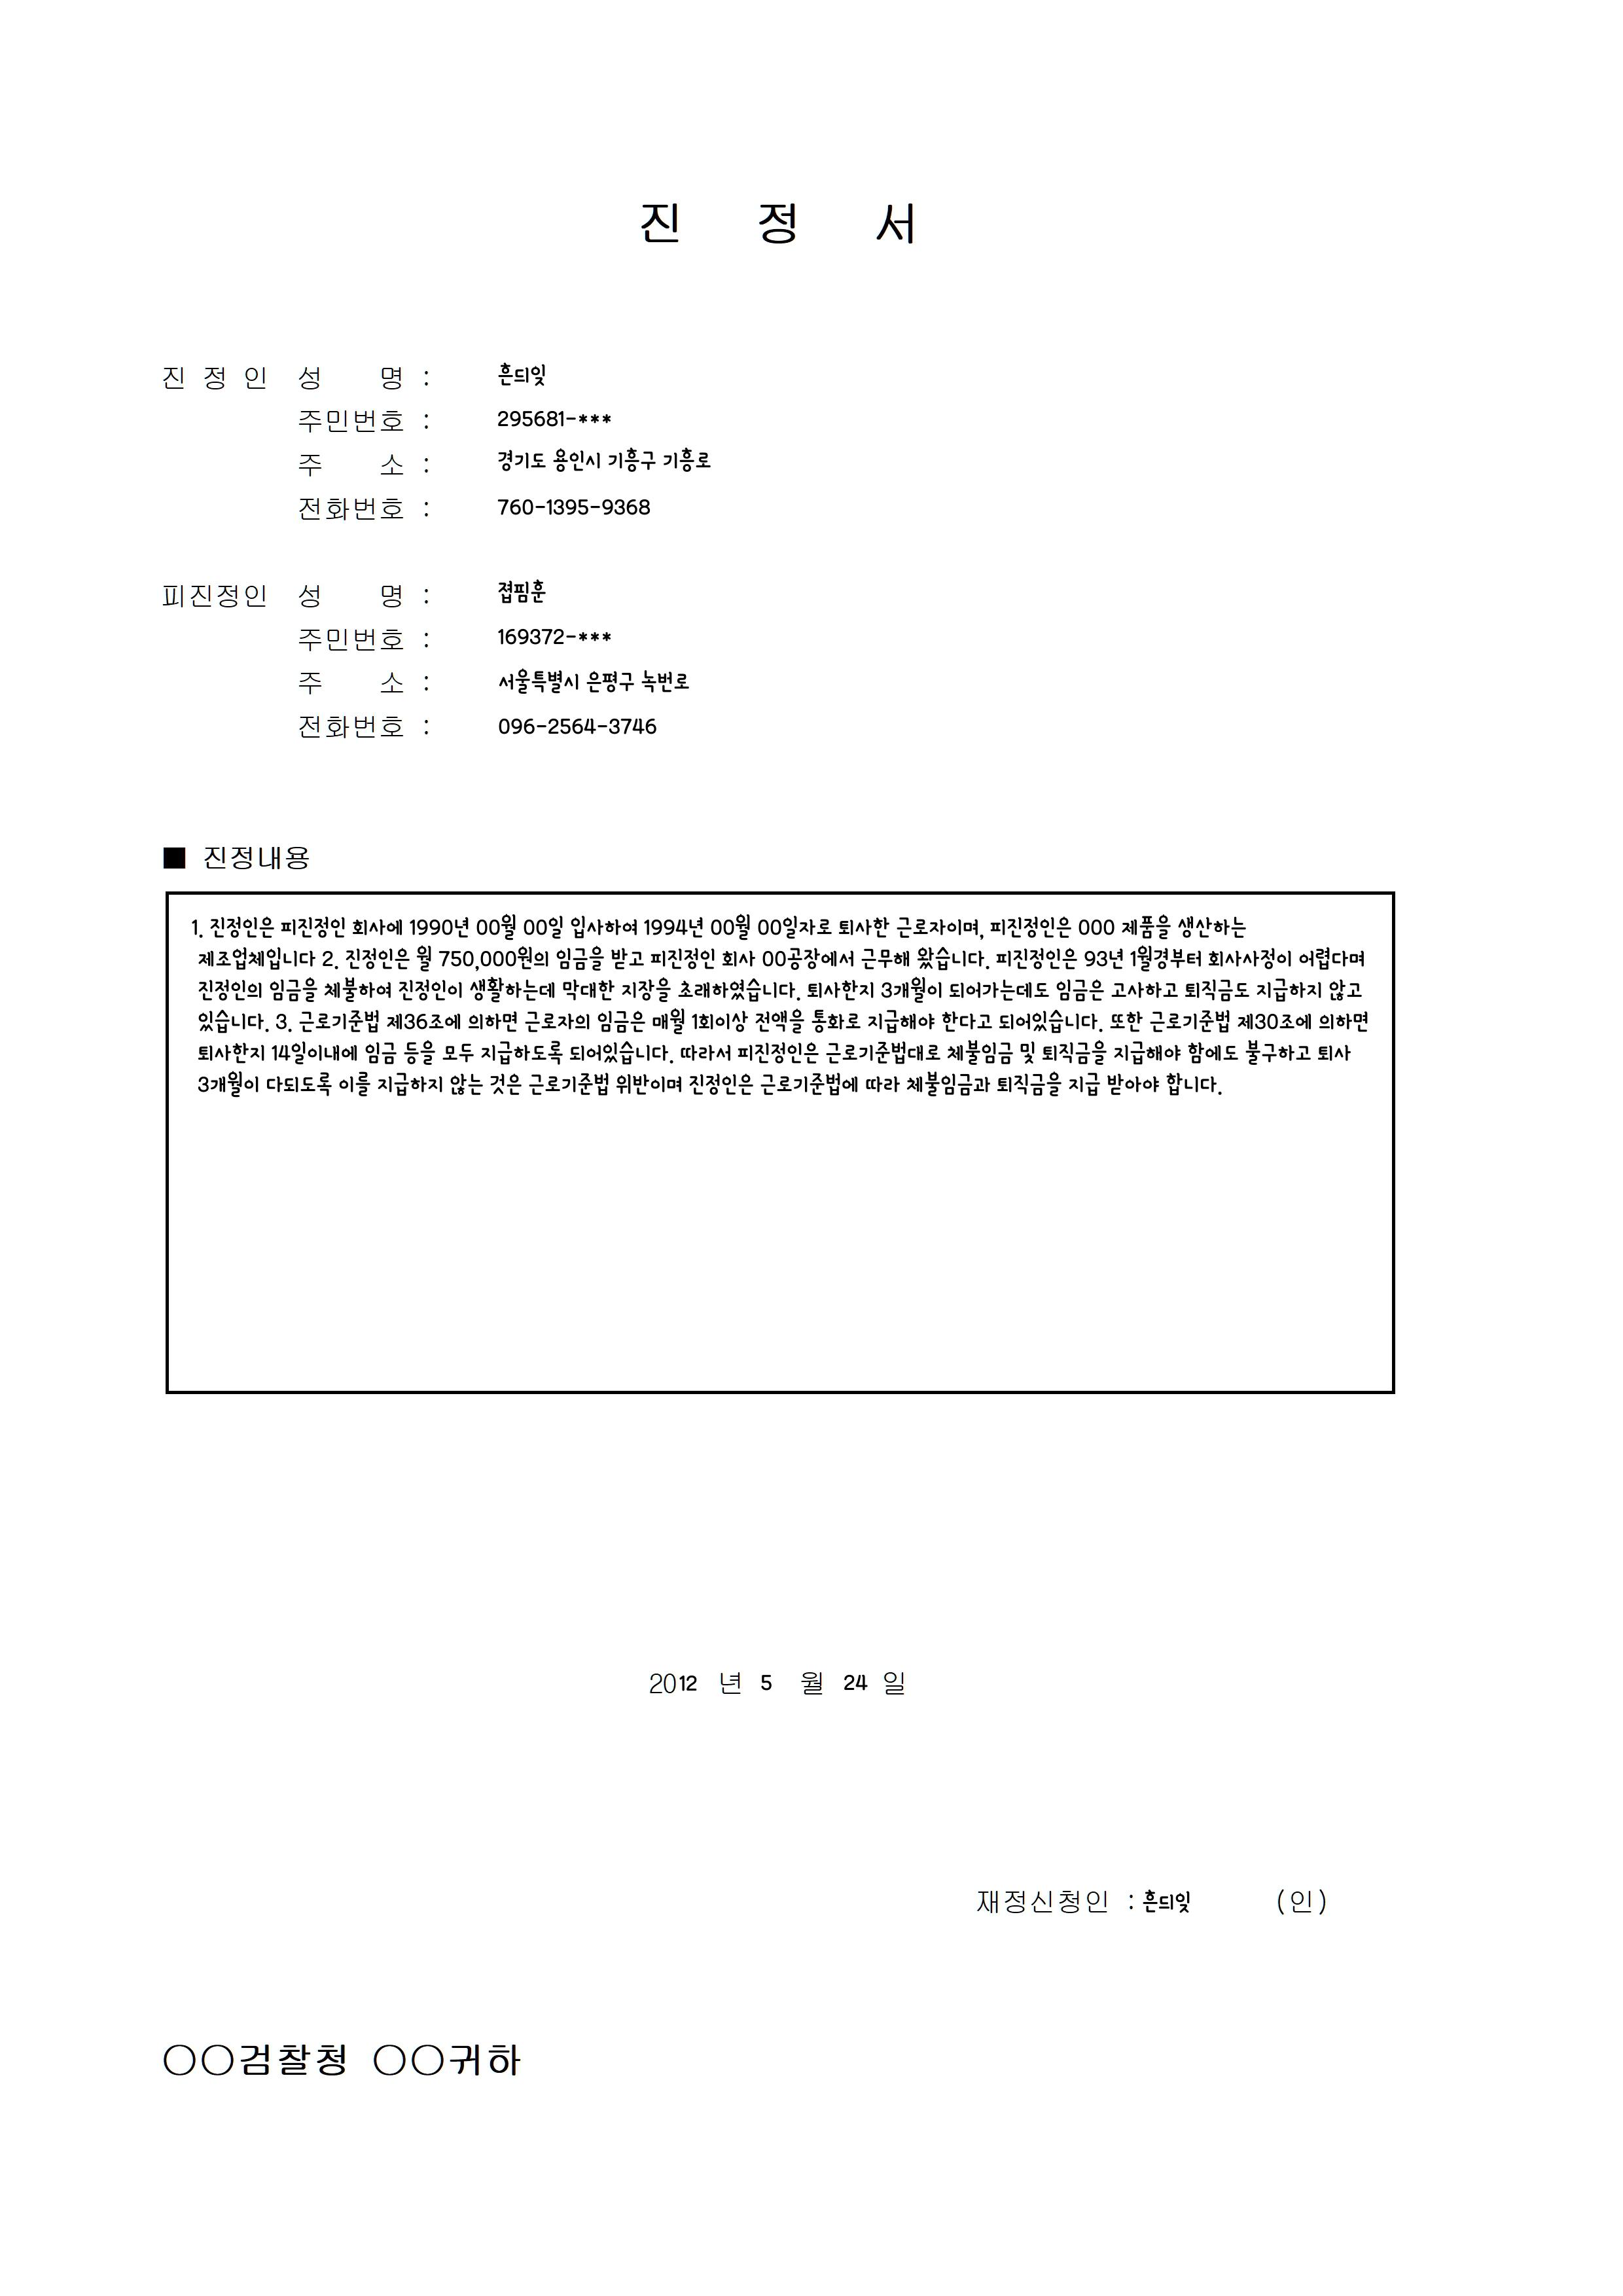 진 정 서
진 정 인 성 명 : 흔듸잊
주민번호 : 295681-***
주 소 : 경기도 용인시 기흥구 기흥로
전화번호 : 760-1395-9368
피진정인 성 명 : 졉핌훈
주민번호 : 169372-***
주 소 : 서울특별시 은평구 녹번로
전화번호 : 096-2564-3746
■ 진정내용
1. 진정인은 피진정인 회사에 1990년 00월 00일 입사하여 1994년 00월 00일자로 퇴사한 근로자이며, 피진정인은 000 제품을 생산하는
제조업체입니다 2. 진정인은 월 750,000원의 임금을 받고 피진정인 회사 00공장에서 근무해 왔습니다. 피진정인은 93년 1월경부터 회사사정이 어렵다며
진정인의 임금을 체불하여 진정인이 생활하는데 막대한 지장을 초래하였습니다. 퇴사한지 3개월이 되어가는데도 임금은 고사하고 퇴직금도 지급하지 않고
있습니다. 3. 근로기준법 제36조에 의하면 근로자의 임금은 매월 1회이상 전액을 통화로 지급해야 한다고 되어있습니다. 또한 근로기준법 제30조에 의하면
퇴사한지 14일이내에 임금 등을 모두 지급하도록 되어있습니다. 따라서 피진정인은 근로기준법대로 체불임금 및 퇴직금을 지급해야 함에도 불구하고 퇴사
3개월이 다되도록 이를 지급하지 않는 것은 근로기준법 위반이며 진정인은 근로기준법에 따라 체불임금과 퇴직금을 지급 받아야 합니다.
2012 년 5 월 24 일
재정신청인 : 흔듸잊 (인)
○○검찰청 ○○귀하